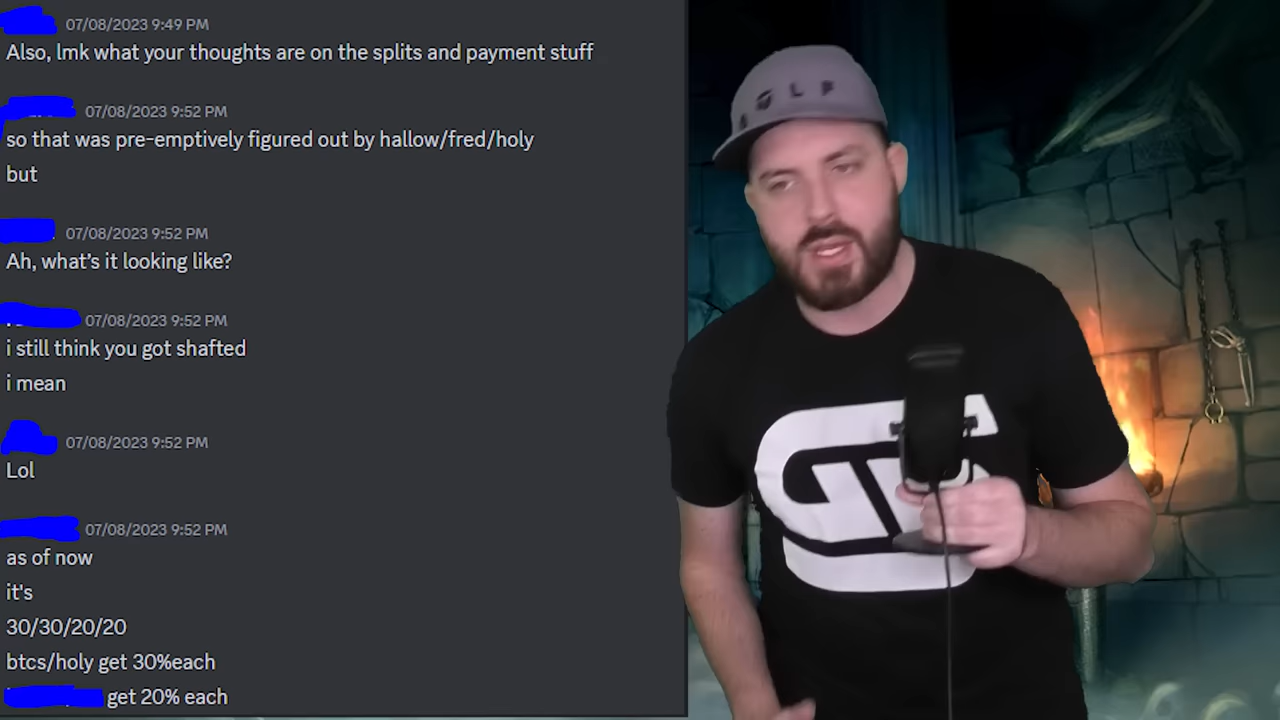 07/08/2023 9:49 PM
Also, lmk what your thoughts are on the splits and payment stuff
07/08/2023 9:52 PM
so that was pre-emptively figured out by hallow/fred/holy
but
07/08/2023 9:52 PM
Ah, what's it looking like?
07/08/2023 9:52 PM
i still think you got shafted
i mean
07/08/2023 9:52 PM
Lol
07/08/2023 9:52 PM
as of now
it's
30/30/20/20
btcs/holy get 30%each
get 20% each